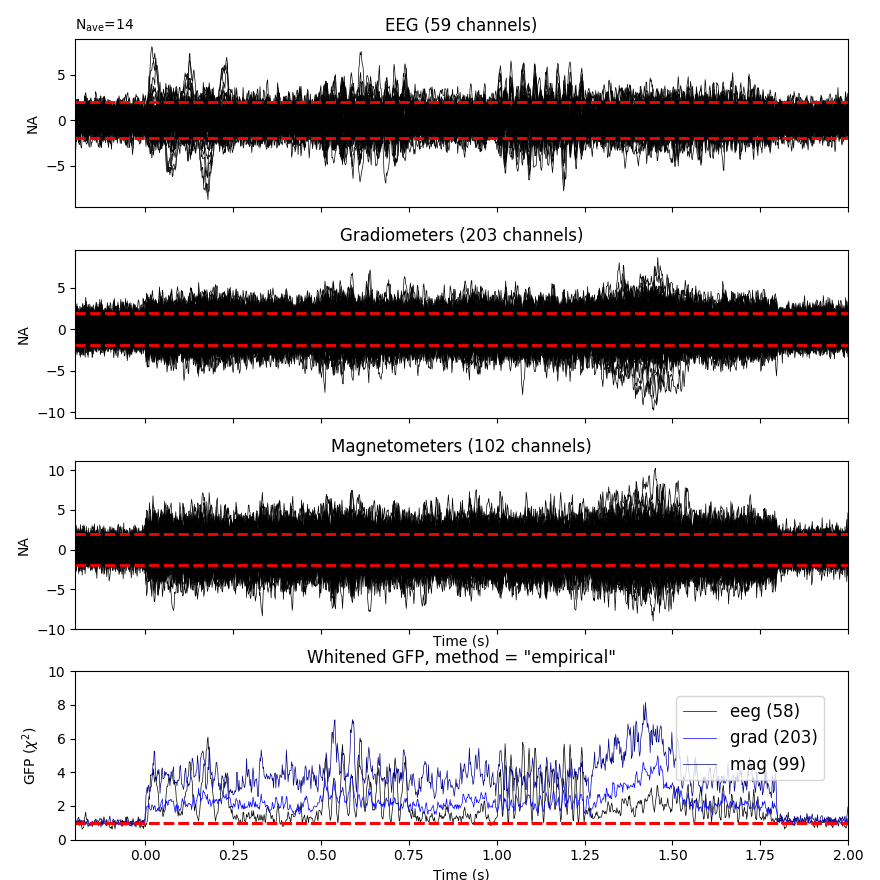 N_ave=14
EEG (59 channels)
5
0
−5
NA
Gradiometers (203 channels)
5
0
−5
−10
NA
Magnetometers (102 channels)
10
5
0
−5
−10
NA
Time (s)
Whitened GFP, method = "empirical"
10
8
6
4
2
0
GFP (χ²)
eeg (58)
grad (203)
mag (99)
0.00 0.25 0.50 0.75 1.00 1.25 1.50 1.75 2.00
Time (s)